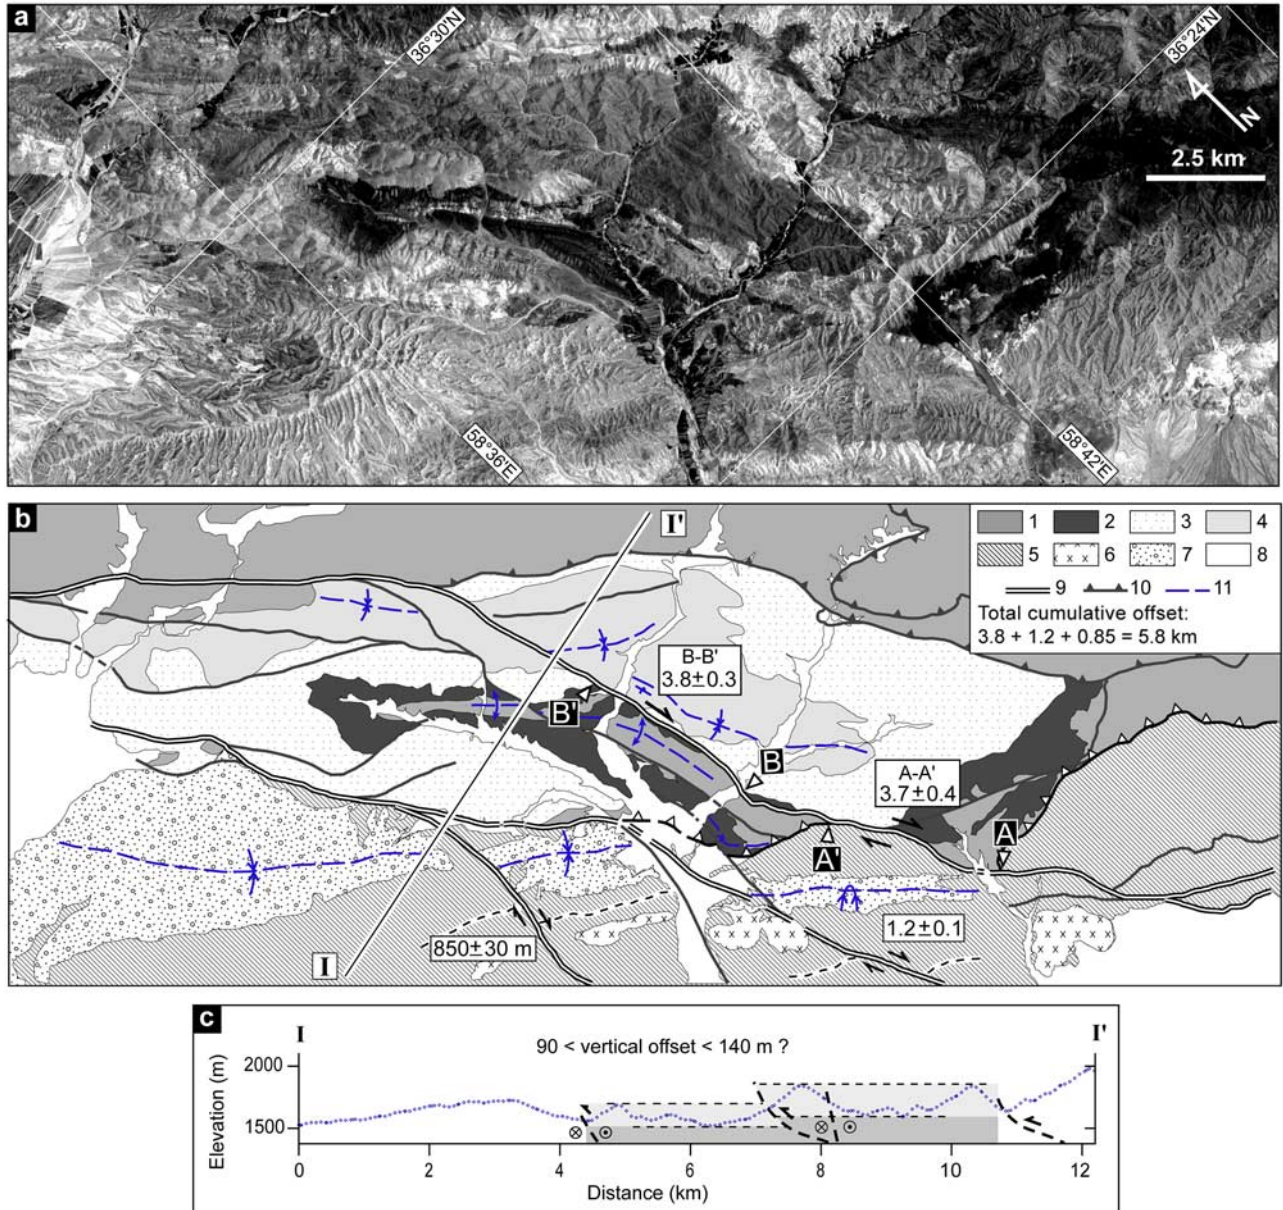 a
36°30'N
36°24'N
N
2.5 km
58°36'E
58°42'E
b
I'
1 2 3 4
5 6 7 8
9 10 11
Total cumulative offset:
3.8 + 1.2 + 0.85 = 5.8 km
B-B'
3.8±0.3
B'
B
A-A'
3.7±0.4
A
A'
850±30 m
1.2±0.1
I
c
I
I'
90 < vertical offset < 140 m ?
Elevation (m)
2000
1500
0 2 4 6 8 10 12
Distance (km)